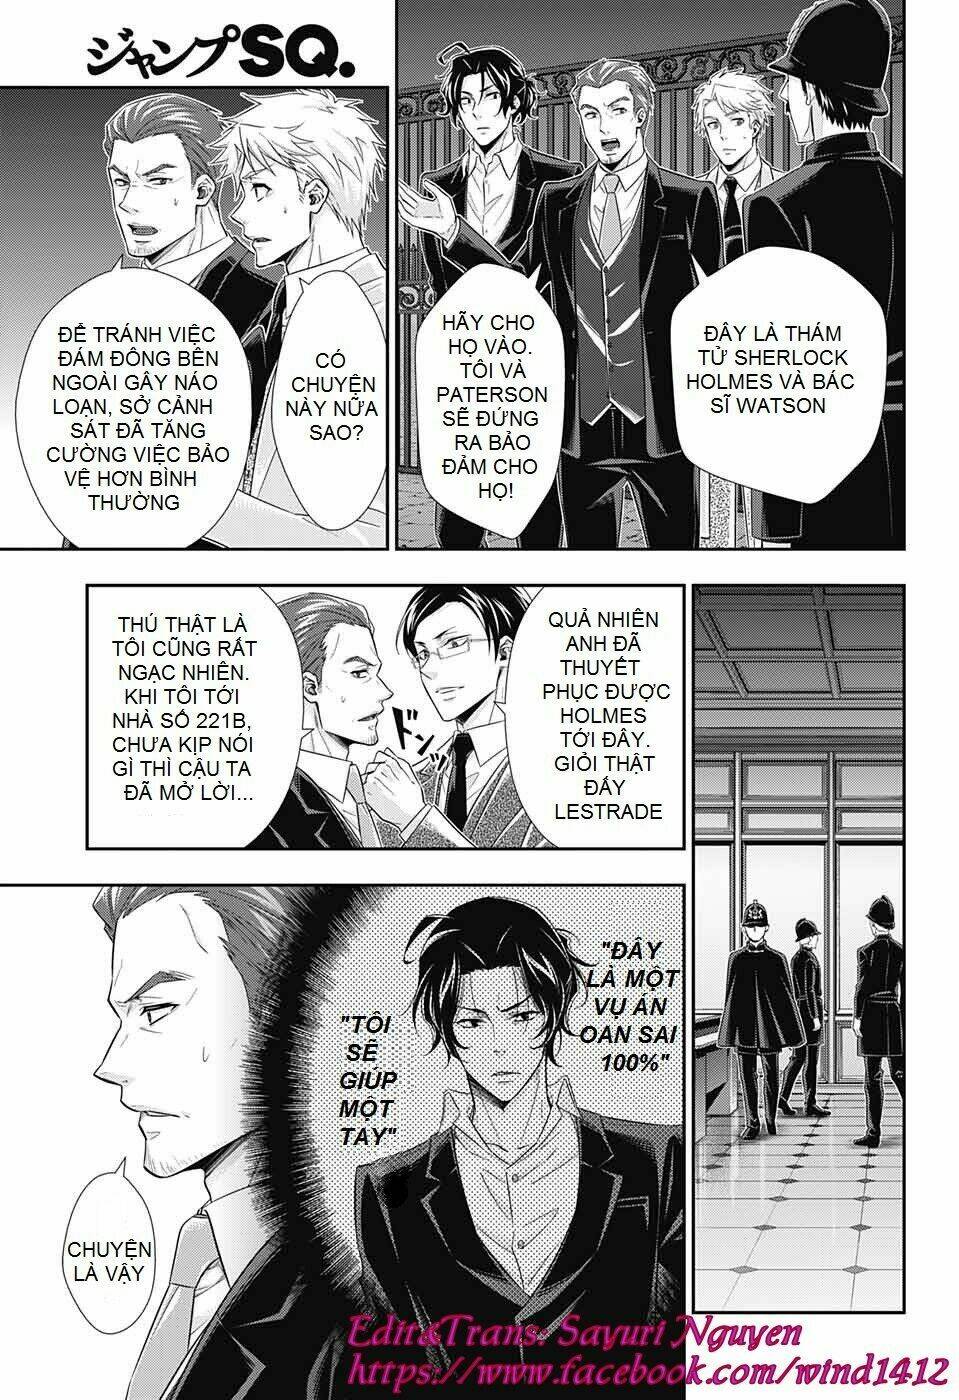 ジャンプSQ.
ĐÂY LÀ THÁM
TỬ SHERLOCK
HOLMES VÀ BÁC
SĨ WATSON
HÃY CHO
HỌ VÀO.
TÔI VÀ
PATERSON
SẼ ĐỨNG
RA BẢO
ĐẢM CHO
HỌ!
CÓ
CHUYỆN
NÀY NỮA
SAO?
ĐỂ TRÁNH VIỆC
ĐÁM ĐÔNG BÊN
NGOÀI GÂY NÁO
LOẠN, SỞ CẢNH
SÁT ĐÃ TĂNG
CƯỜNG VIỆC BẢO
VỆ HƠN BÌNH
THƯỜNG
QUẢ NHIÊN
ANH ĐÃ
THUYẾT
PHỤC ĐƯỢC
HOLMES
TỚI ĐÂY.
GIỎI THẬT
ĐẤY
LESTRADE
ドンッ
THÚ THẬT LÀ
TÔI CŨNG RẤT
NGẠC NHIÊN.
KHI TÔI TỚI
NHÀ SỐ 221B,
CHƯA KỊP NÓI
GÌ THÌ CẬU TA
ĐÃ MỞ LỜI...
"ĐÂY
LÀ MỘT
VỤ ÁN
OAN SAI
100%"
"TÔI
SẼ
GIÚP
MỘT
TAY"
CHUYỆN
LÀ VẬY
Edit&Trans: Sayuri Nguyen
https://www.facebook.com/wind1412